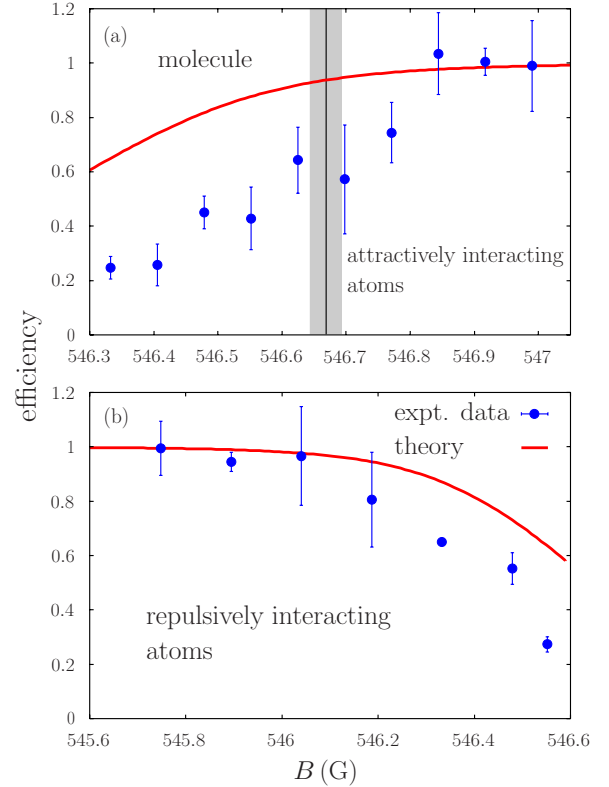 (a)
molecule
attractively interacting
atoms
1.2
1
0.8
0.6
0.4
0.2
0
546.3 546.4 546.5 546.6 546.7 546.8 546.9 547
efficiency
(b)
expt. data
theory
repulsively interacting
atoms
1.2
1
0.8
0.6
0.4
0.2
0
545.6 545.8 546 546.2 546.4 546.6
B (G)